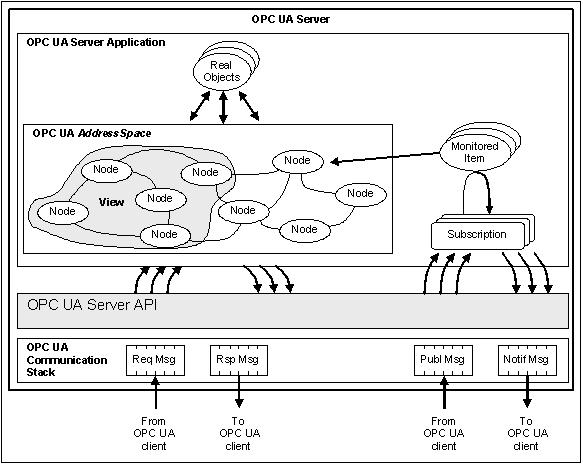 OPC UA Server
OPC UA Server Application
Real
Objects
OPC UA AddressSpace
Monitored
Item
Node
Node
Node
Node
View
Node
Node
Node
Node
Node
Subscription
OPC UA Server API
OPC UA
Communication
Stack
Req Msg
Rsp Msg
Publ Msg
Notif Msg
From
OPC UA
client
To
OPC UA
client
From
OPC UA
client
To
OPC UA
client